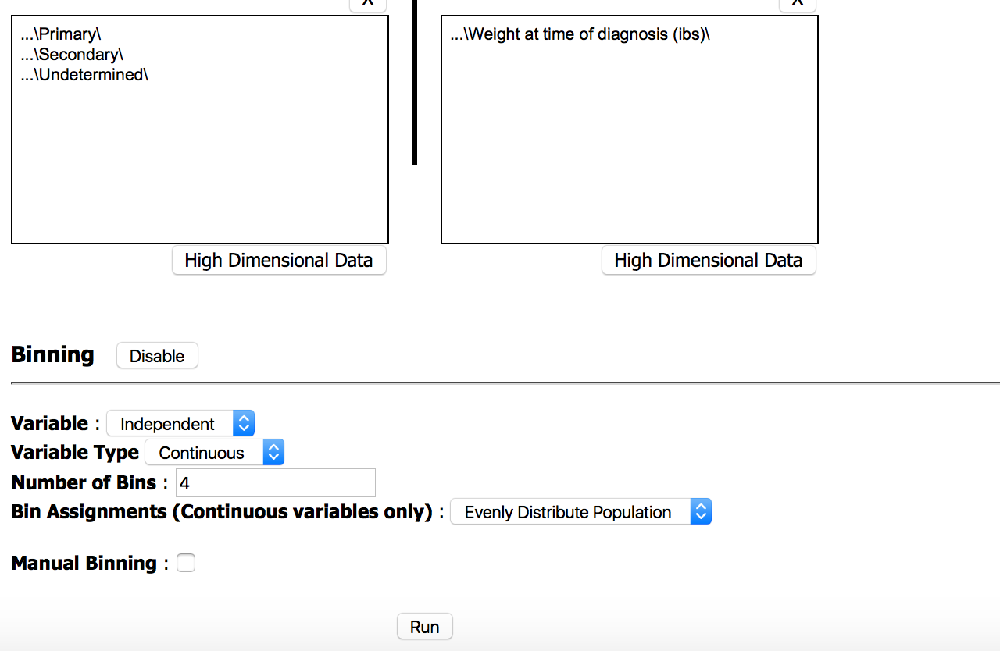 X X
...\Primary\
...\Secondary\
...\Undetermined\
...\Weight at time of diagnosis (ibs)\
High Dimensional Data High Dimensional Data
Binning Disable
Variable : Independent
Variable Type Continuous
Number of Bins : 4
Bin Assignments (Continuous variables only) : Evenly Distribute Population
Manual Binning :
Run